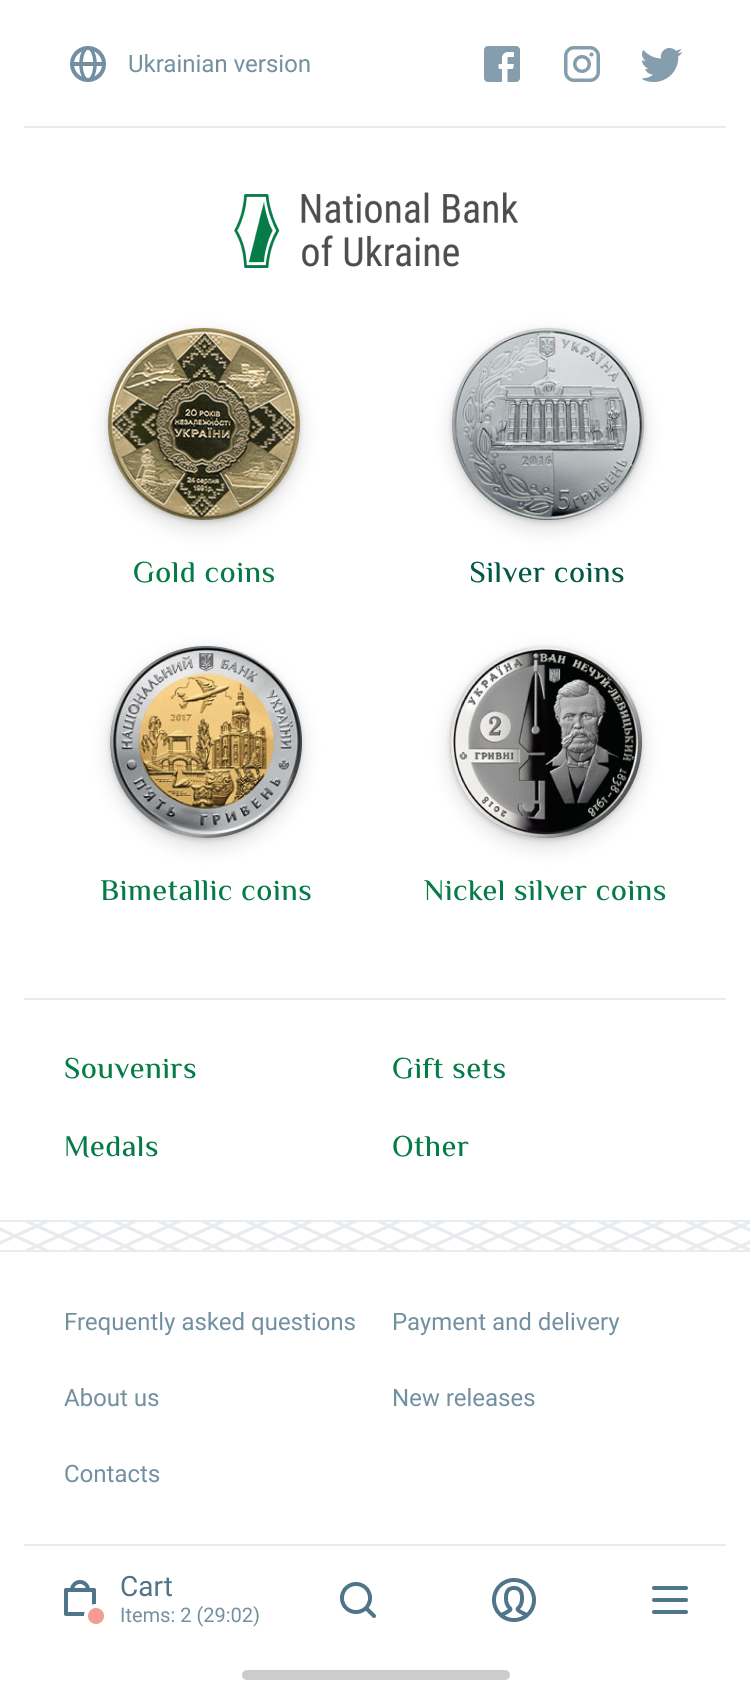 Ukrainian version
National Bank
of Ukraine
20 РОКІВ
НЕЗАЛЕЖНОСТІ
УКРАЇНИ
24 серпня
1991р.
УКРАЇНА
2016
5 ГРИВЕНЬ
Gold coins
Silver coins
НАЦІОНАЛЬНИЙ БАНК УКРАЇНИ
2017
П'ЯТЬ ГРИВЕНЬ
УКРАЇНА
ІВАН НЕЧУЙ-ЛЕВИЦЬКИЙ
1838-1918
2
ГРИВНІ
2018
Bimetallic coins
Nickel silver coins
Souvenirs
Gift sets
Medals
Other
Frequently asked questions
Payment and delivery
About us
New releases
Contacts
Cart
Items: 2 (29:02)